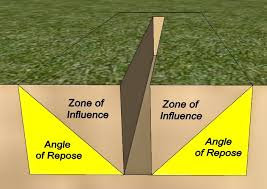 Zone of
Influence
Zone of
Influence
Angle
of Repose
Angle
of Repose